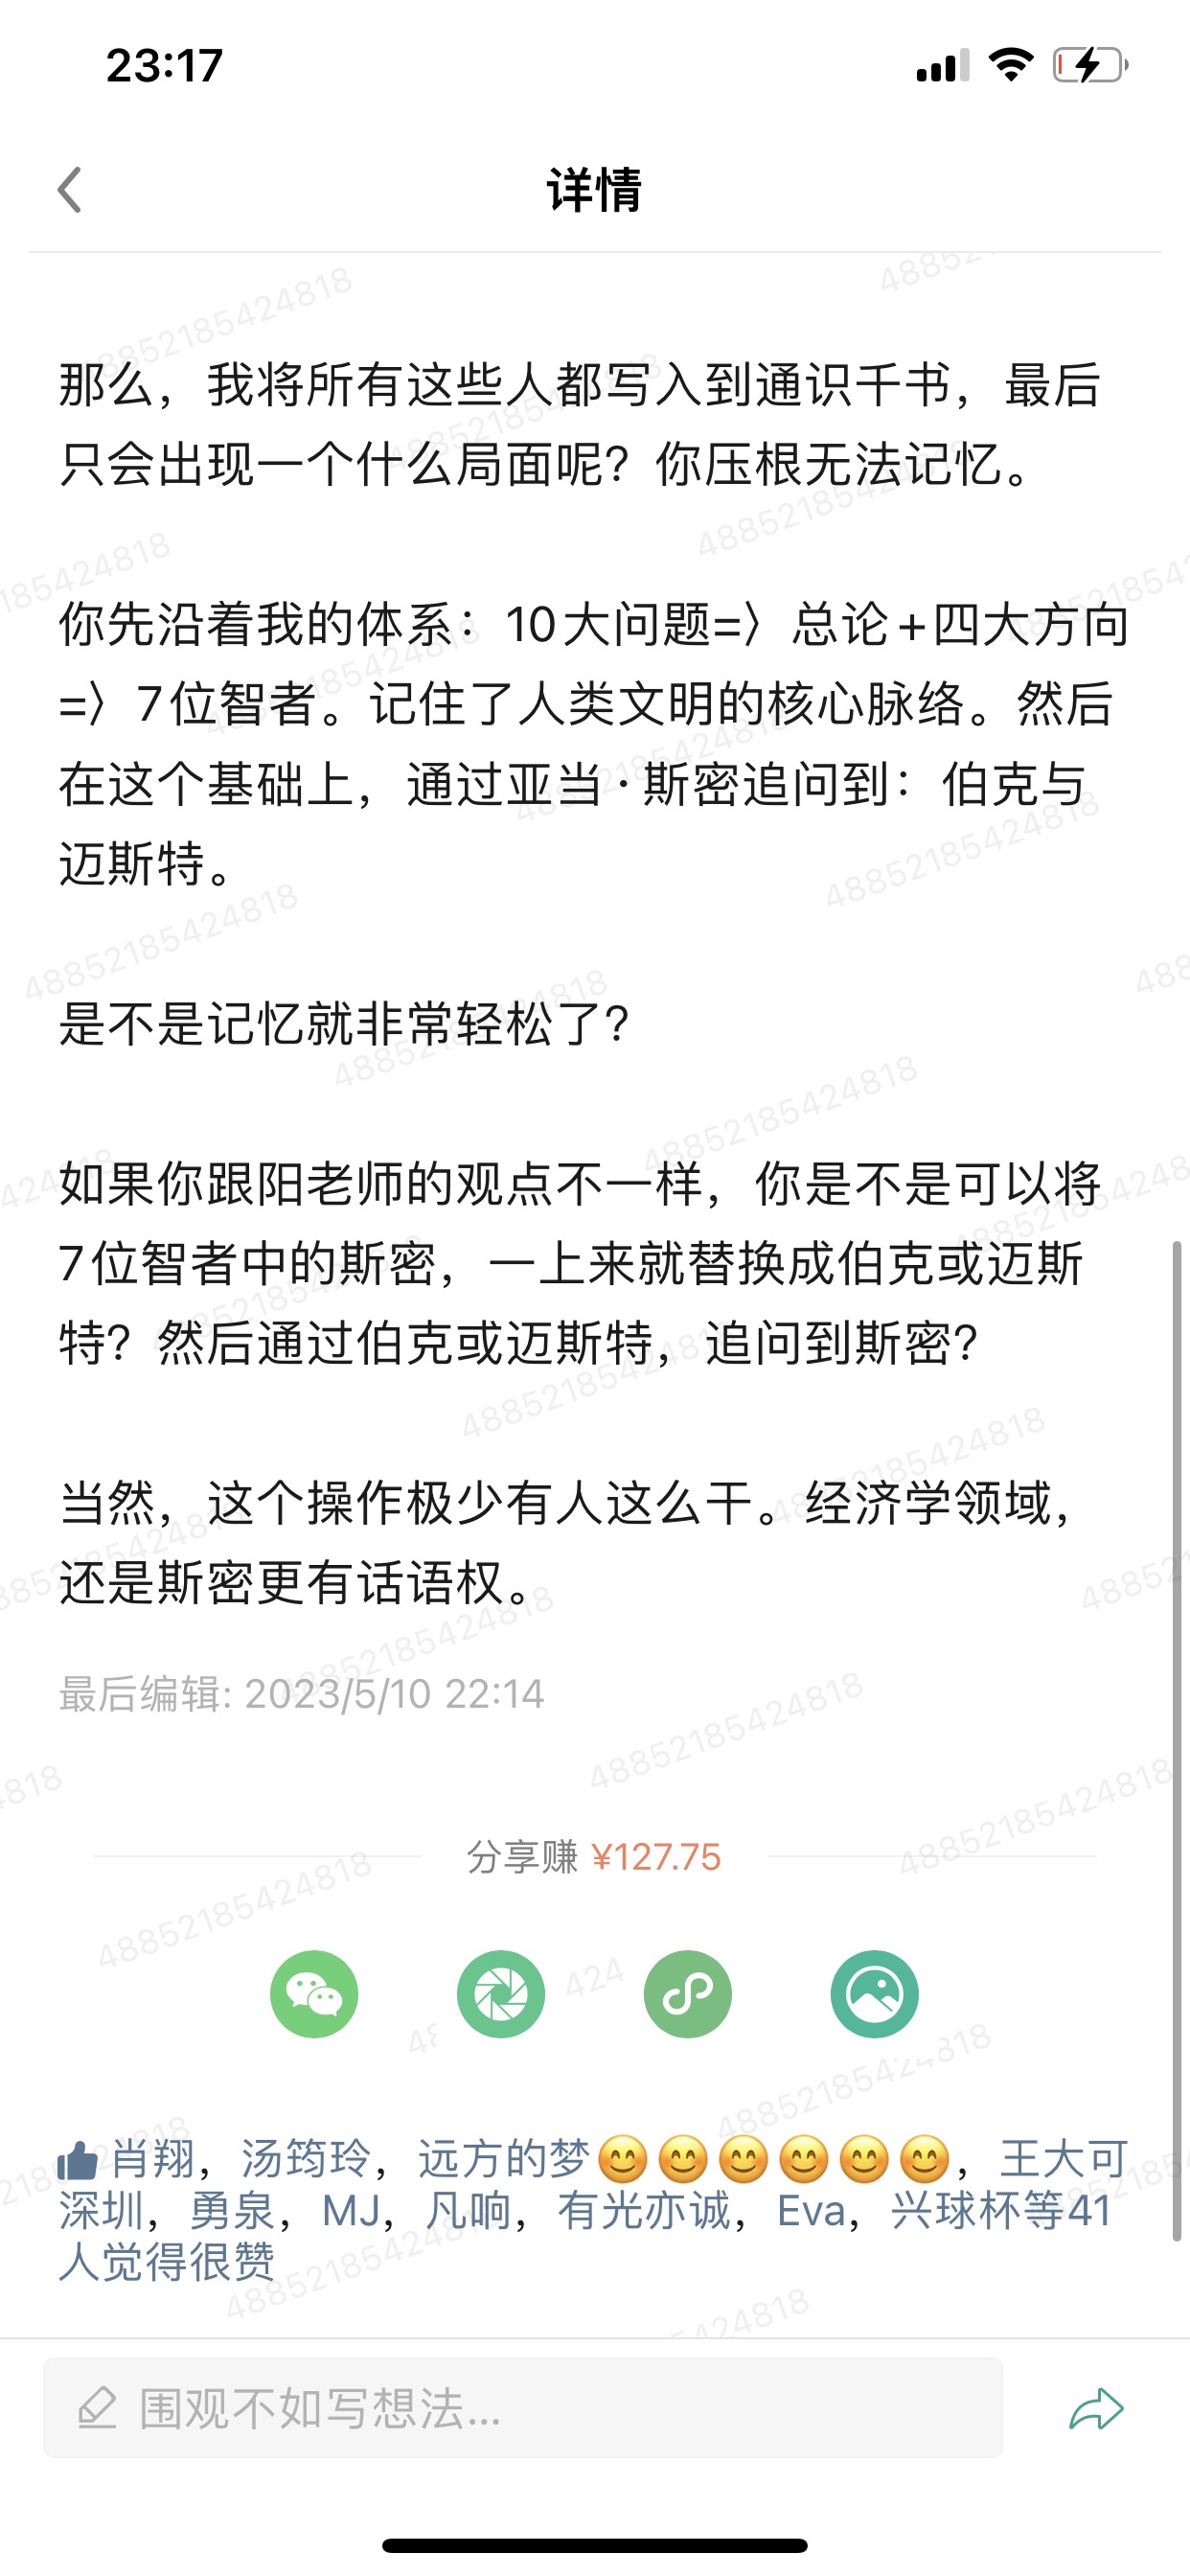 23:17
详情
那么，我将所有这些人都写入到通识千书，最后
只会出现一个什么局面呢？你压根无法记忆。
你先沿着我的体系：10大问题=〉总论+四大方向
=〉7位智者。记住了人类文明的核心脉络。然后
在这个基础上，通过亚当·斯密追问到：伯克与
迈斯特。
是不是记忆就非常轻松了？
如果你跟阳老师的观点不一样，你是不是可以将
7位智者中的斯密，一上来就替换成伯克或迈斯
特？然后通过伯克或迈斯特，追问到斯密？
当然，这个操作极少有人这么干。经济学领域，
还是斯密更有话语权。
最后编辑: 2023/5/10 22:14
分享赚 ¥127.75
肖翔，汤筠玲，远方的梦😊😊😊😊😊😊，王大可
深圳，勇泉，MJ，凡响，有光亦诚，Eva，兴球杯等41
人觉得很赞
围观不如写想法...
48852185424818